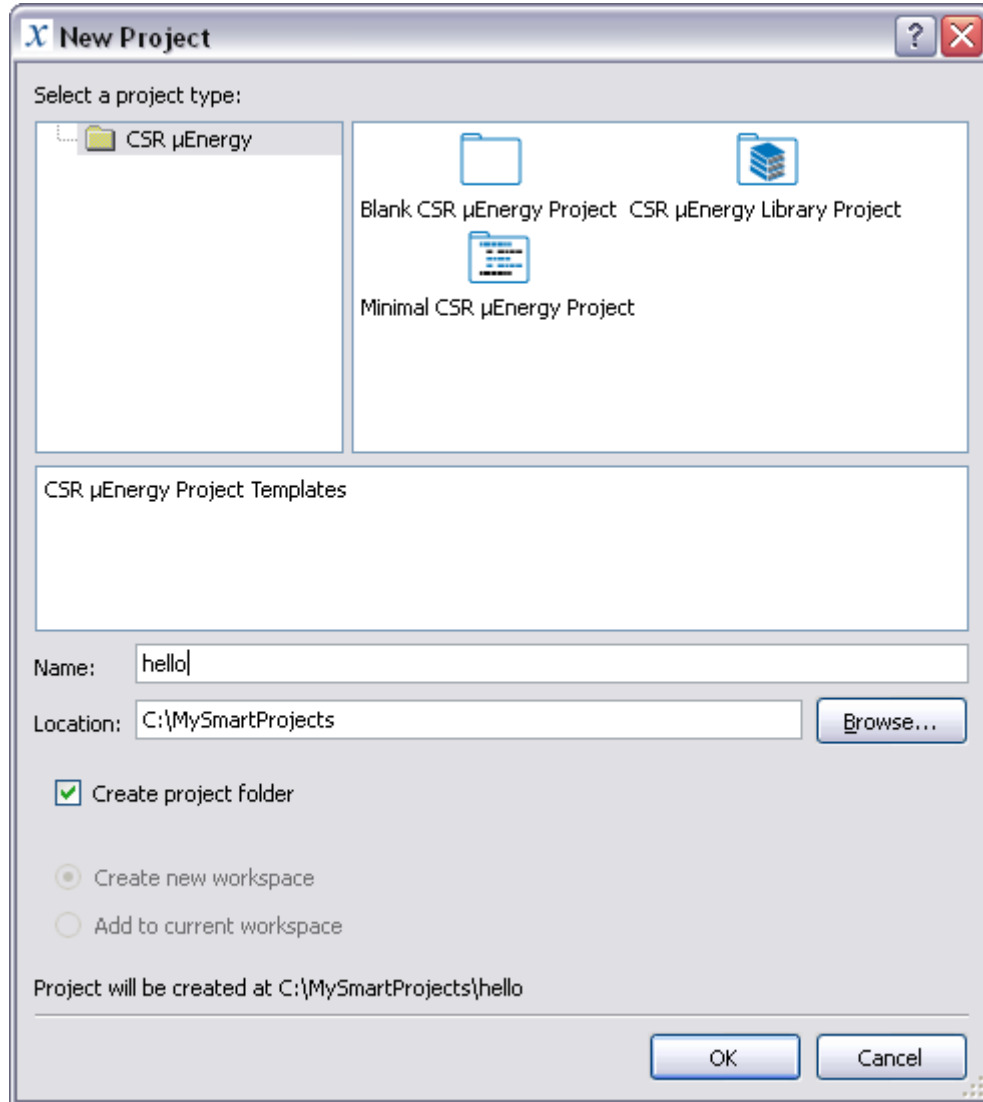 X New Project
?
Select a project type:
CSR µEnergy
Blank CSR µEnergy Project CSR µEnergy Library Project
Minimal CSR µEnergy Project
CSR µEnergy Project Templates
Name: hello
Location: C:\MySmartProjects Browse...
Create project folder
Create new workspace
Add to current workspace
Project will be created at C:\MySmartProjects\hello
OK Cancel